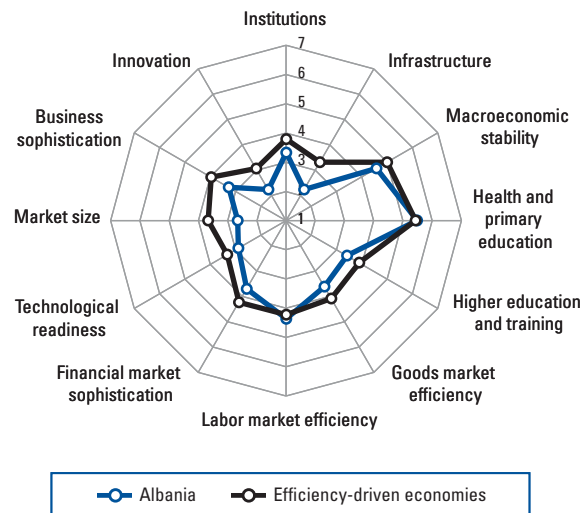 Institutions
7
6
5
4
3
1
Infrastructure
Macroeconomic
stability
Health and
primary
education
Higher education
and training
Goods market
efficiency
Labor market efficiency
Financial market
sophistication
Technological
readiness
Market size
Business
sophistication
Innovation
Albania
Efficiency-driven economies